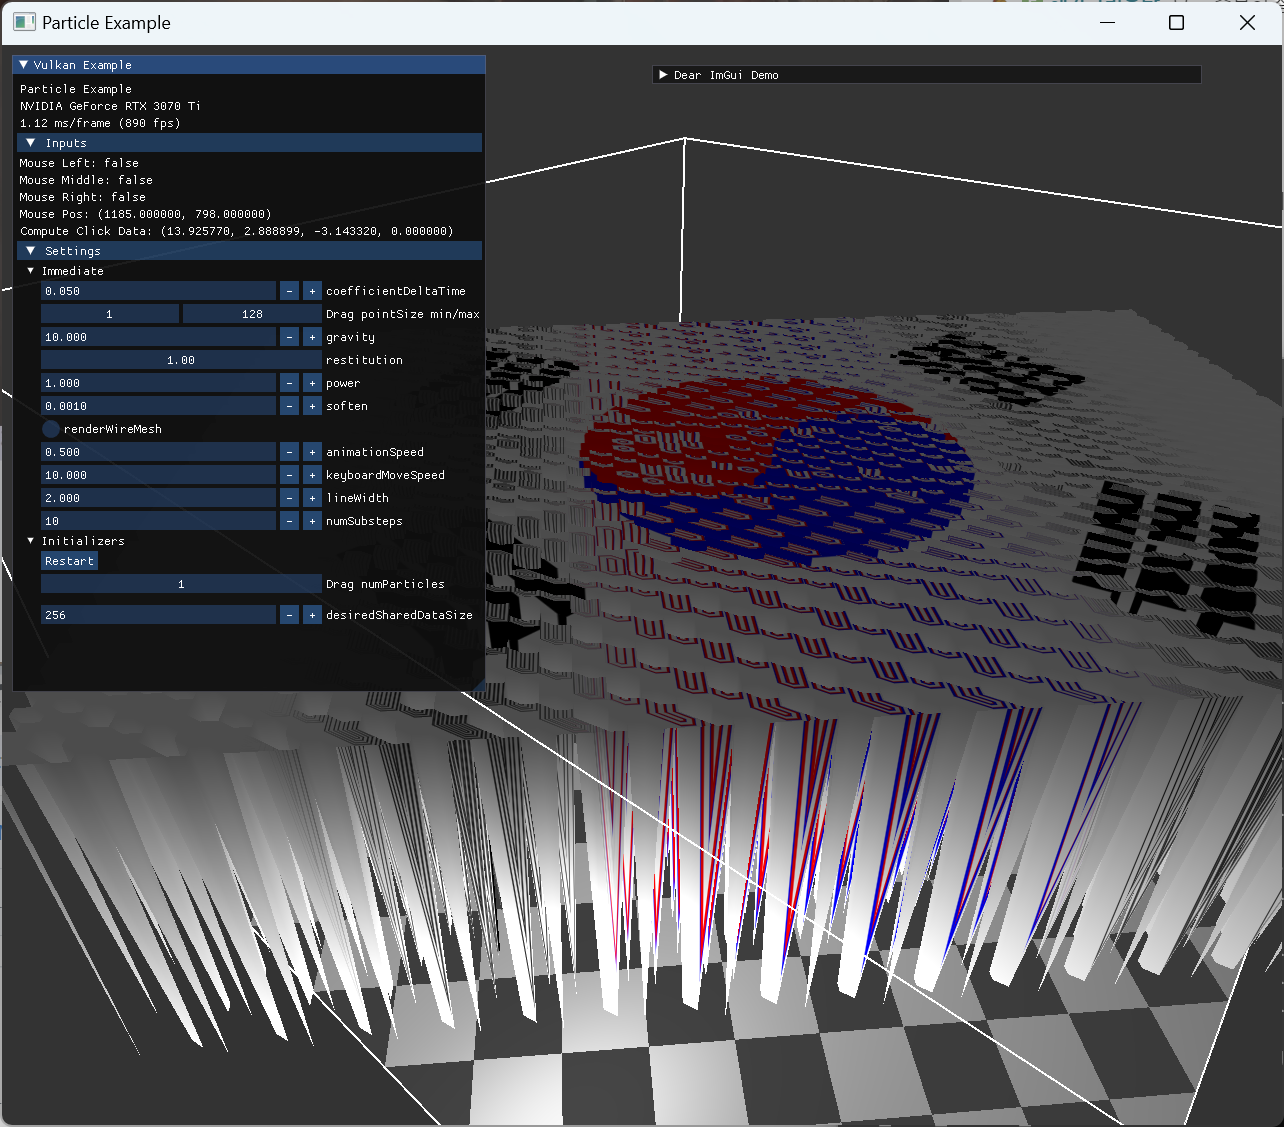 Particle Example
Vulkan Example
Particle Example
NVIDIA GeForce RTX 3070 Ti
1.12 ms/frame (890 fps)
Inputs
Mouse Left: false
Mouse Middle: false
Mouse Right: false
Mouse Pos: (1185.000000, 798.000000)
Compute Click Data: (13.925770, 2.888899, -3.143320, 0.000000)
Settings
Immediate
0.050 - + coefficientDeltaTime
1 128 Drag pointSize min/max
10.000 - + gravity
1.00 restitution
1.000 - + power
0.0010 - + soften
renderWireMesh
0.500 - + animationSpeed
10.000 - + keyboardMoveSpeed
2.000 - + lineWidth
10 - + numSubsteps
Initializers
Restart
1 Drag numParticles
256 - + desiredSharedDataSize
Dear ImGui Demo